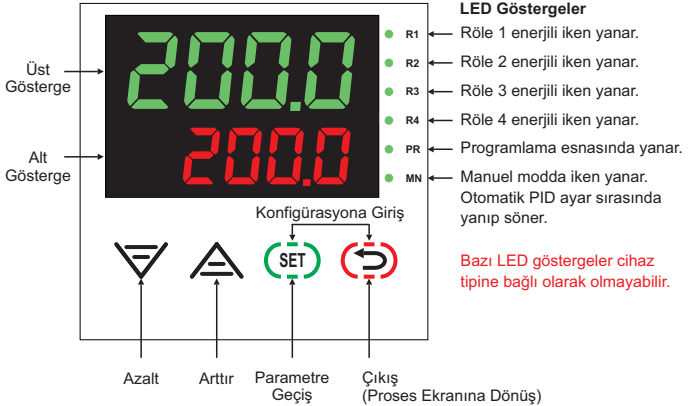 LED Göstergeler
200.0
R1
Röle 1 enerjili iken yanar.
R2
Röle 2 enerjili iken yanar.
Üst
Gösterge
R3
Röle 3 enerjili iken yanar.
R4
Röle 4 enerjili iken yanar.
200.0
PR
Programlama esnasında yanar.
Alt
Gösterge
MN
Manuel modda iken yanar.
Otomatik PID ayar sırasında
yanıp söner.
Konfigürasyona Giriş
SET
Bazı LED göstergeler cihaz
tipine bağlı olarak olmayabilir.
Azalt
Arttır
Parametre
Geçiş
Çıkış
(Proses Ekranına Dönüş)